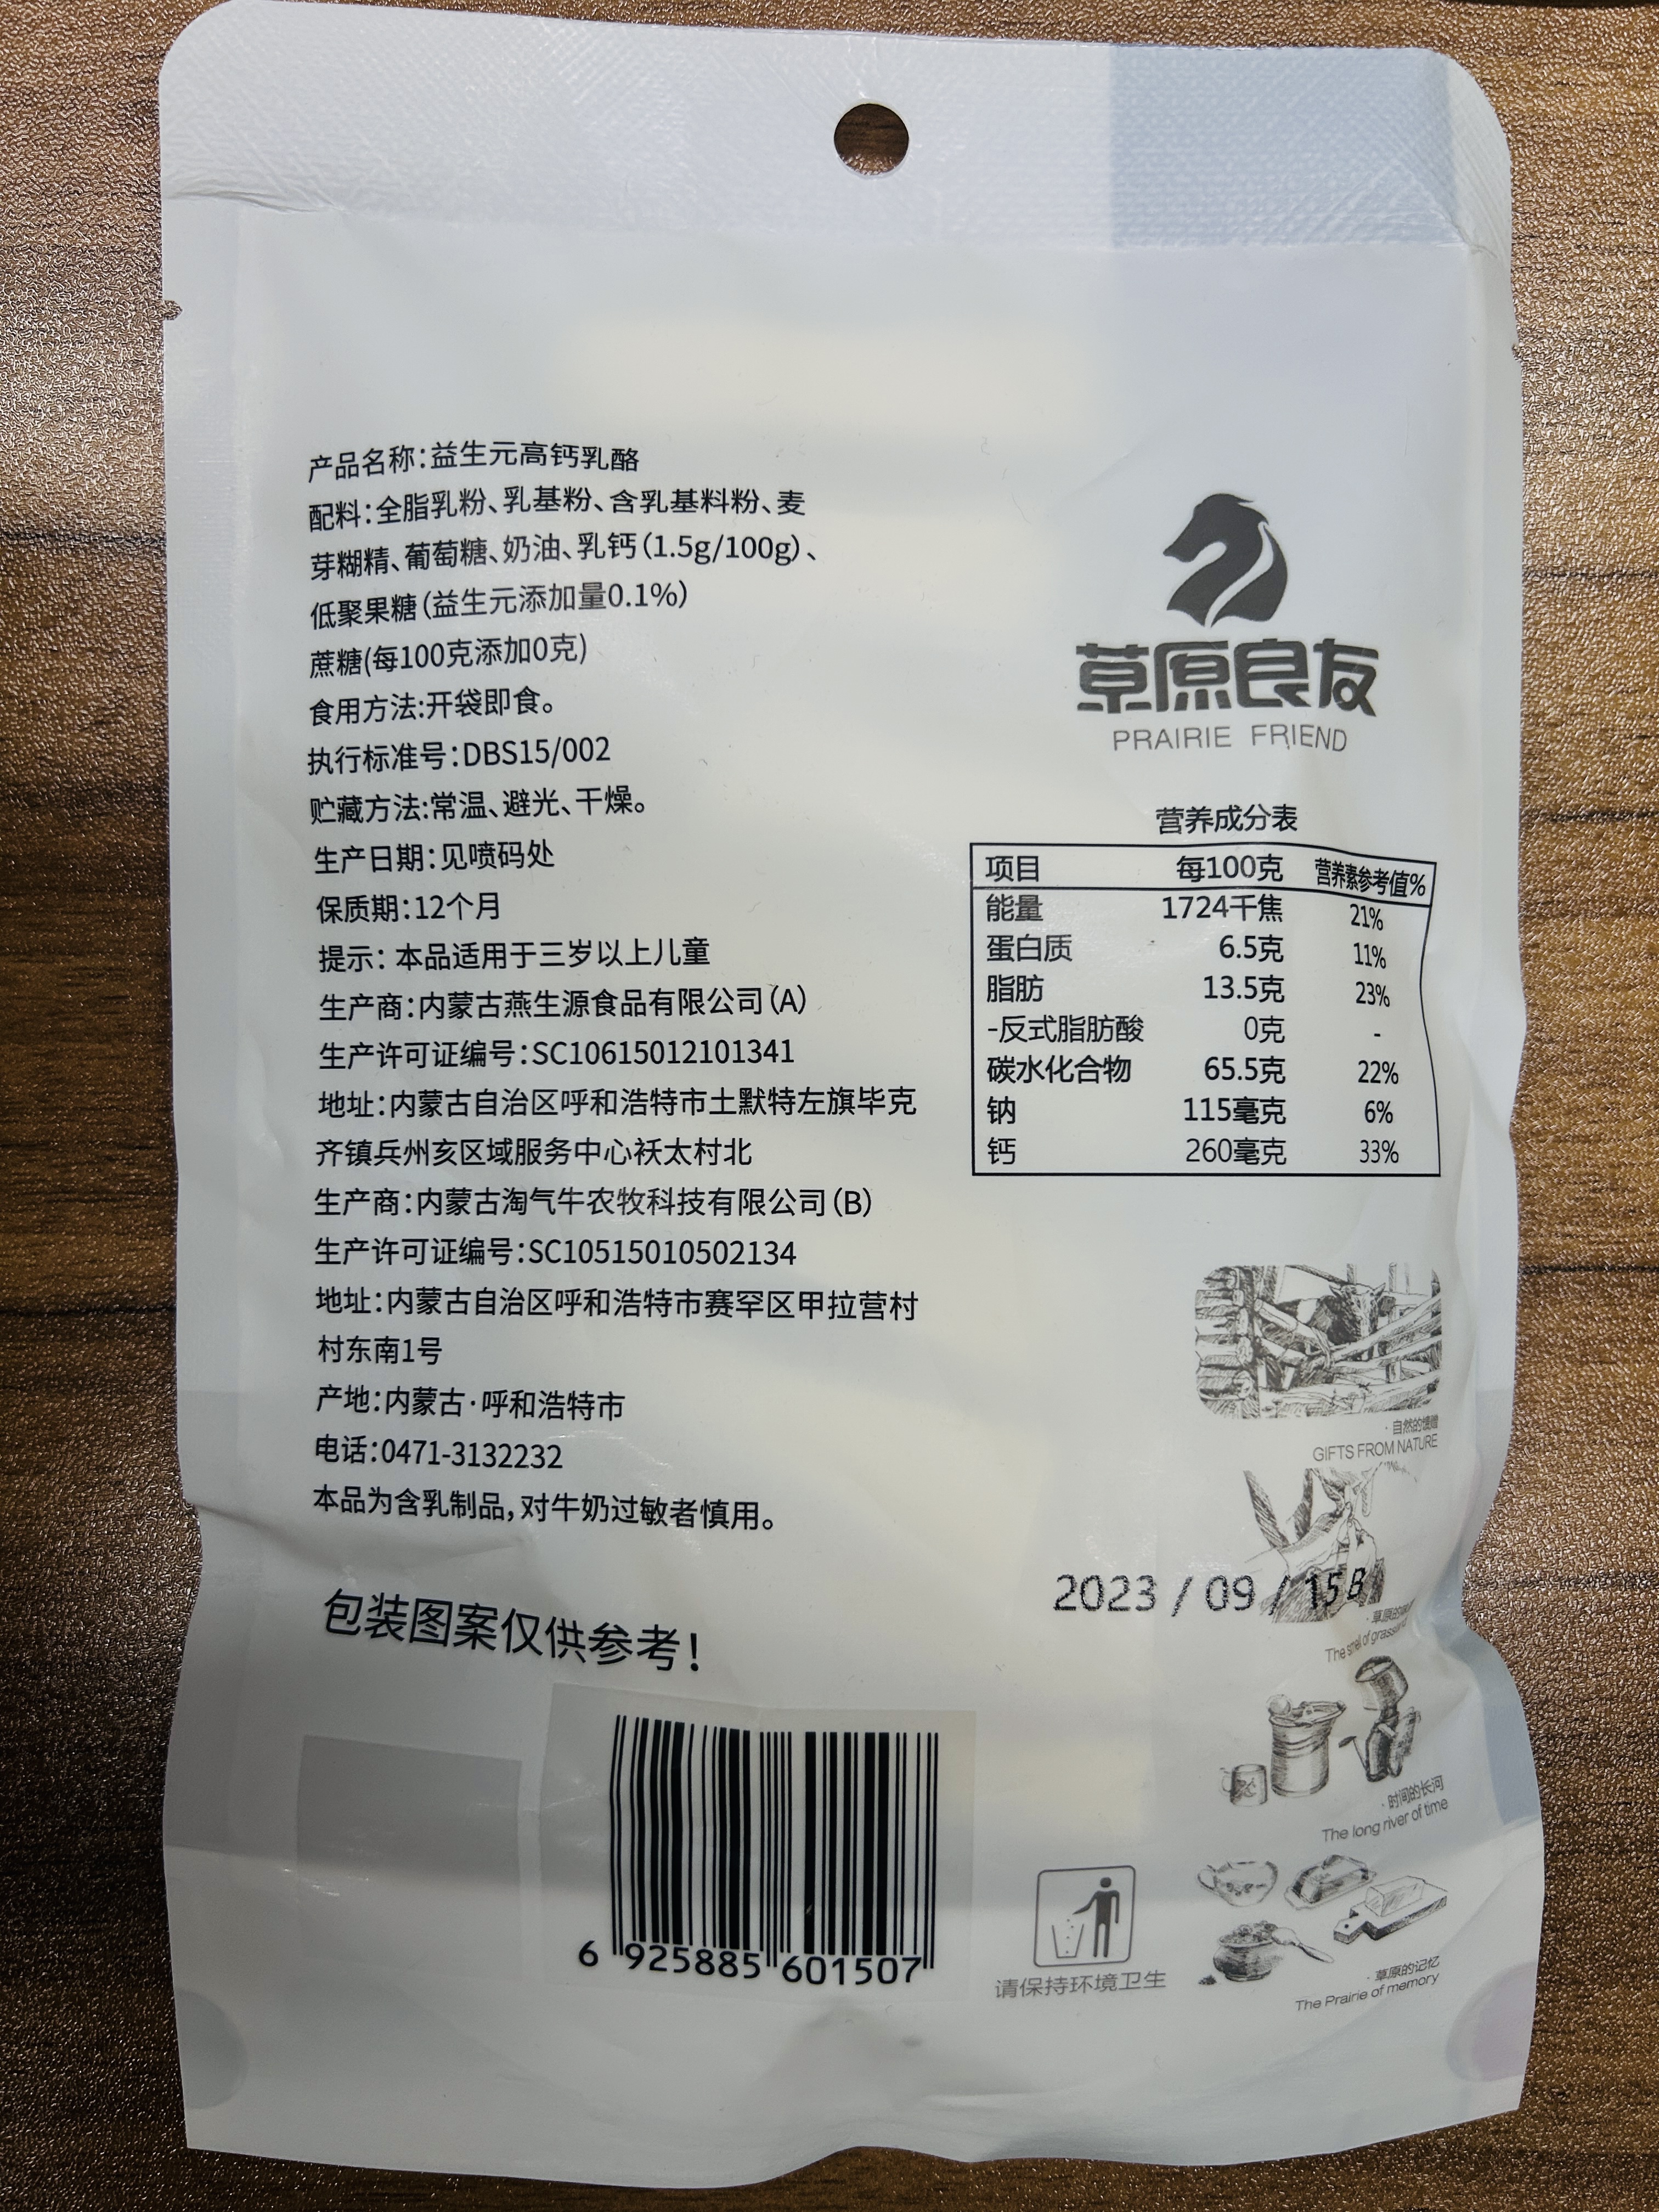 产品名称:益生元高钙乳酪
配料:全脂乳粉、乳基粉、含乳基料粉、麦
芽糊精、葡萄糖、奶油、乳钙(1.5g/100g)、
低聚果糖(益生元添加量0.1%)
蔗糖(每100克添加0克)
食用方法:开袋即食。
执行标准号:DBS15/002
贮藏方法:常温、避光、干燥。
生产日期:见喷码处
保质期:12个月
提示: 本品适用于三岁以上儿童
生产商:内蒙古燕生源食品有限公司(A)
生产许可证编号:SC10615012101341
地址:内蒙古自治区呼和浩特市土默特左旗毕克
齐镇兵州亥区域服务中心袄太村北
生产商:内蒙古淘气牛农牧科技有限公司(B)
生产许可证编号:SC10515010502134
地址:内蒙古自治区呼和浩特市赛罕区甲拉营村
村东南1号
产地:内蒙古·呼和浩特市
电话:0471-3132232
本品为含乳制品,对牛奶过敏者慎用。
包装图案仅供参考!
6 925885 601507
草原良友
PRAIRIE FRIEND
营养成分表
项目 每100克 营养素参考值%
能量 1724千焦 21%
蛋白质 6.5克 11%
脂肪 13.5克 23%
-反式脂肪酸 0克 -
碳水化合物 65.5克 22%
钠 115毫克 6%
钙 260毫克 33%
·自然的馈赠
GIFTS FROM NATURE
2023 / 09 / 15 B
·草原的
The smell of
·时间的长河
The long river of time
·草原的记忆
The Prairie of memory
请保持环境卫生